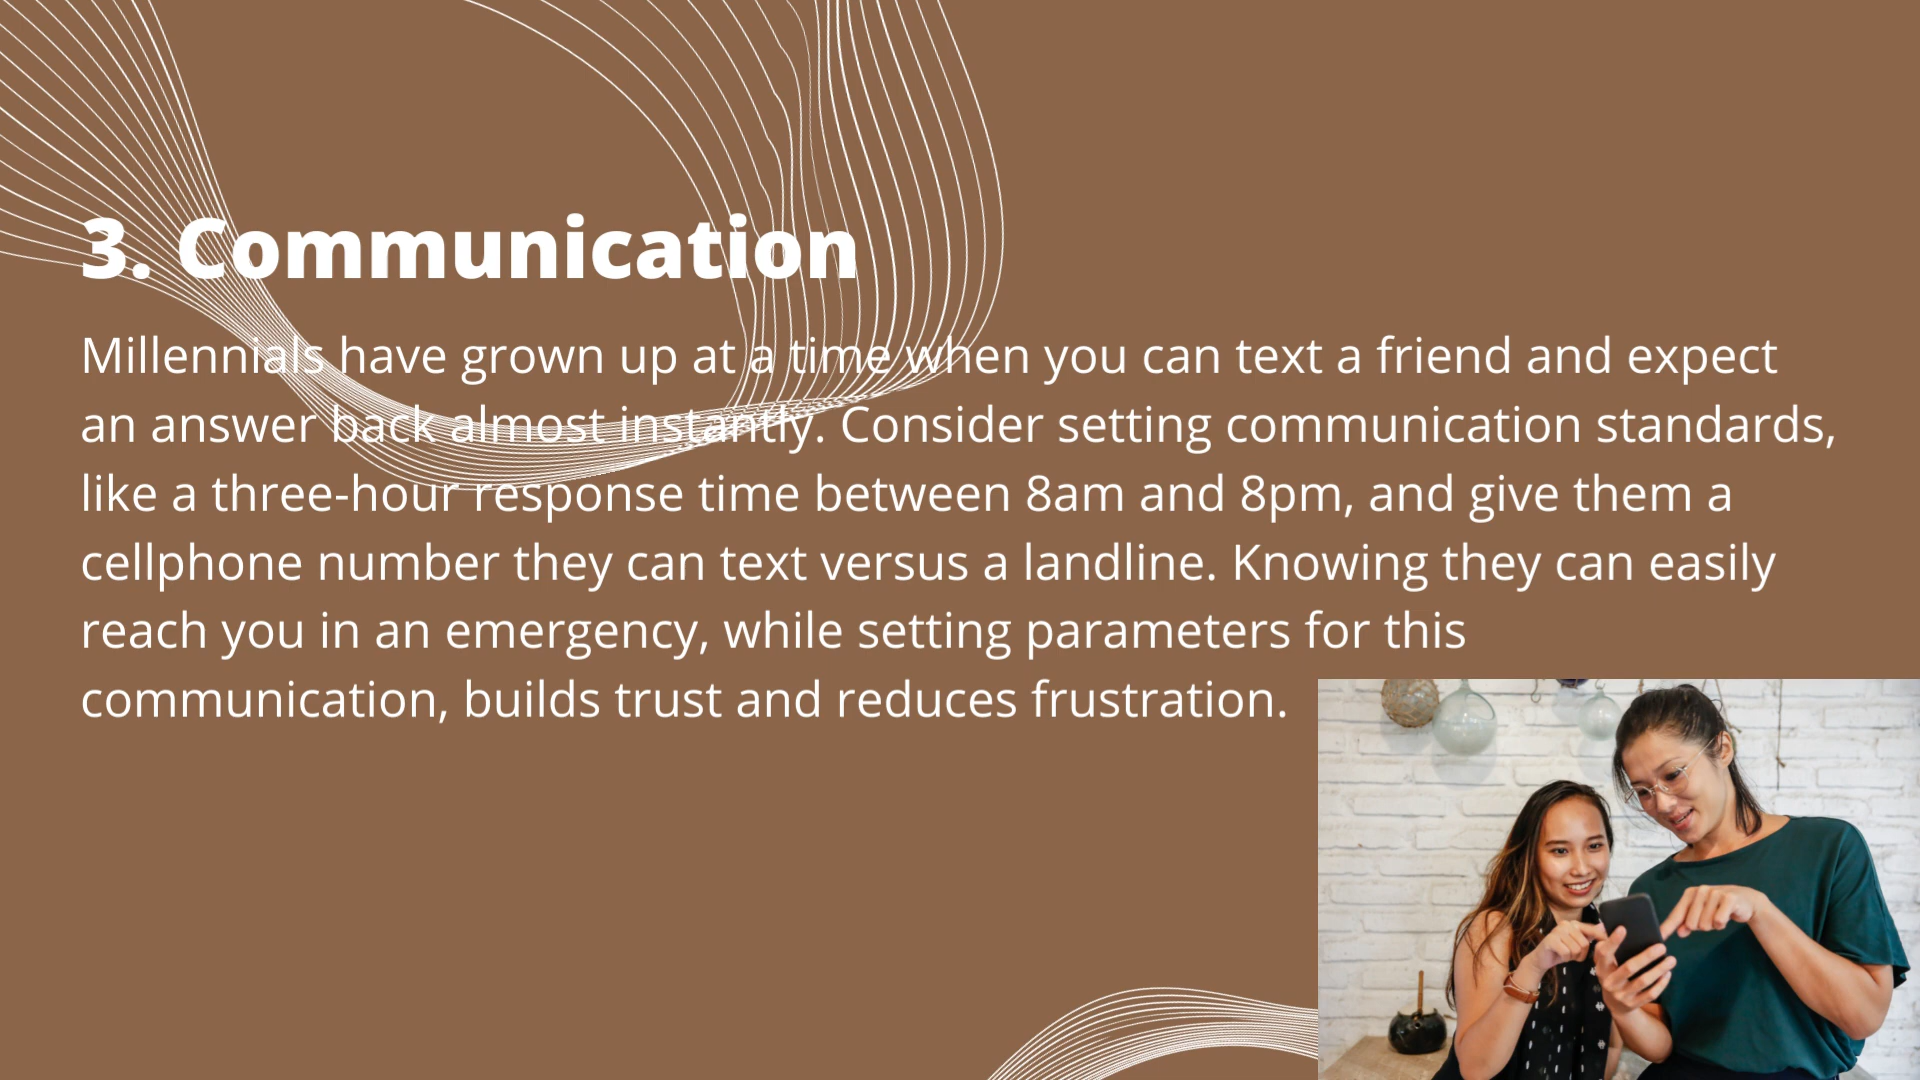 3. Communication
Millennials have grown up at a time when you can text a friend and expect
an answer back almost instantly. Consider setting communication standards,
like a three-hour response time between 8am and 8pm, and give them a
cellphone number they can text versus a landline. Knowing they can easily
reach you in an emergency, while setting parameters for this
communication, builds trust and reduces frustration.